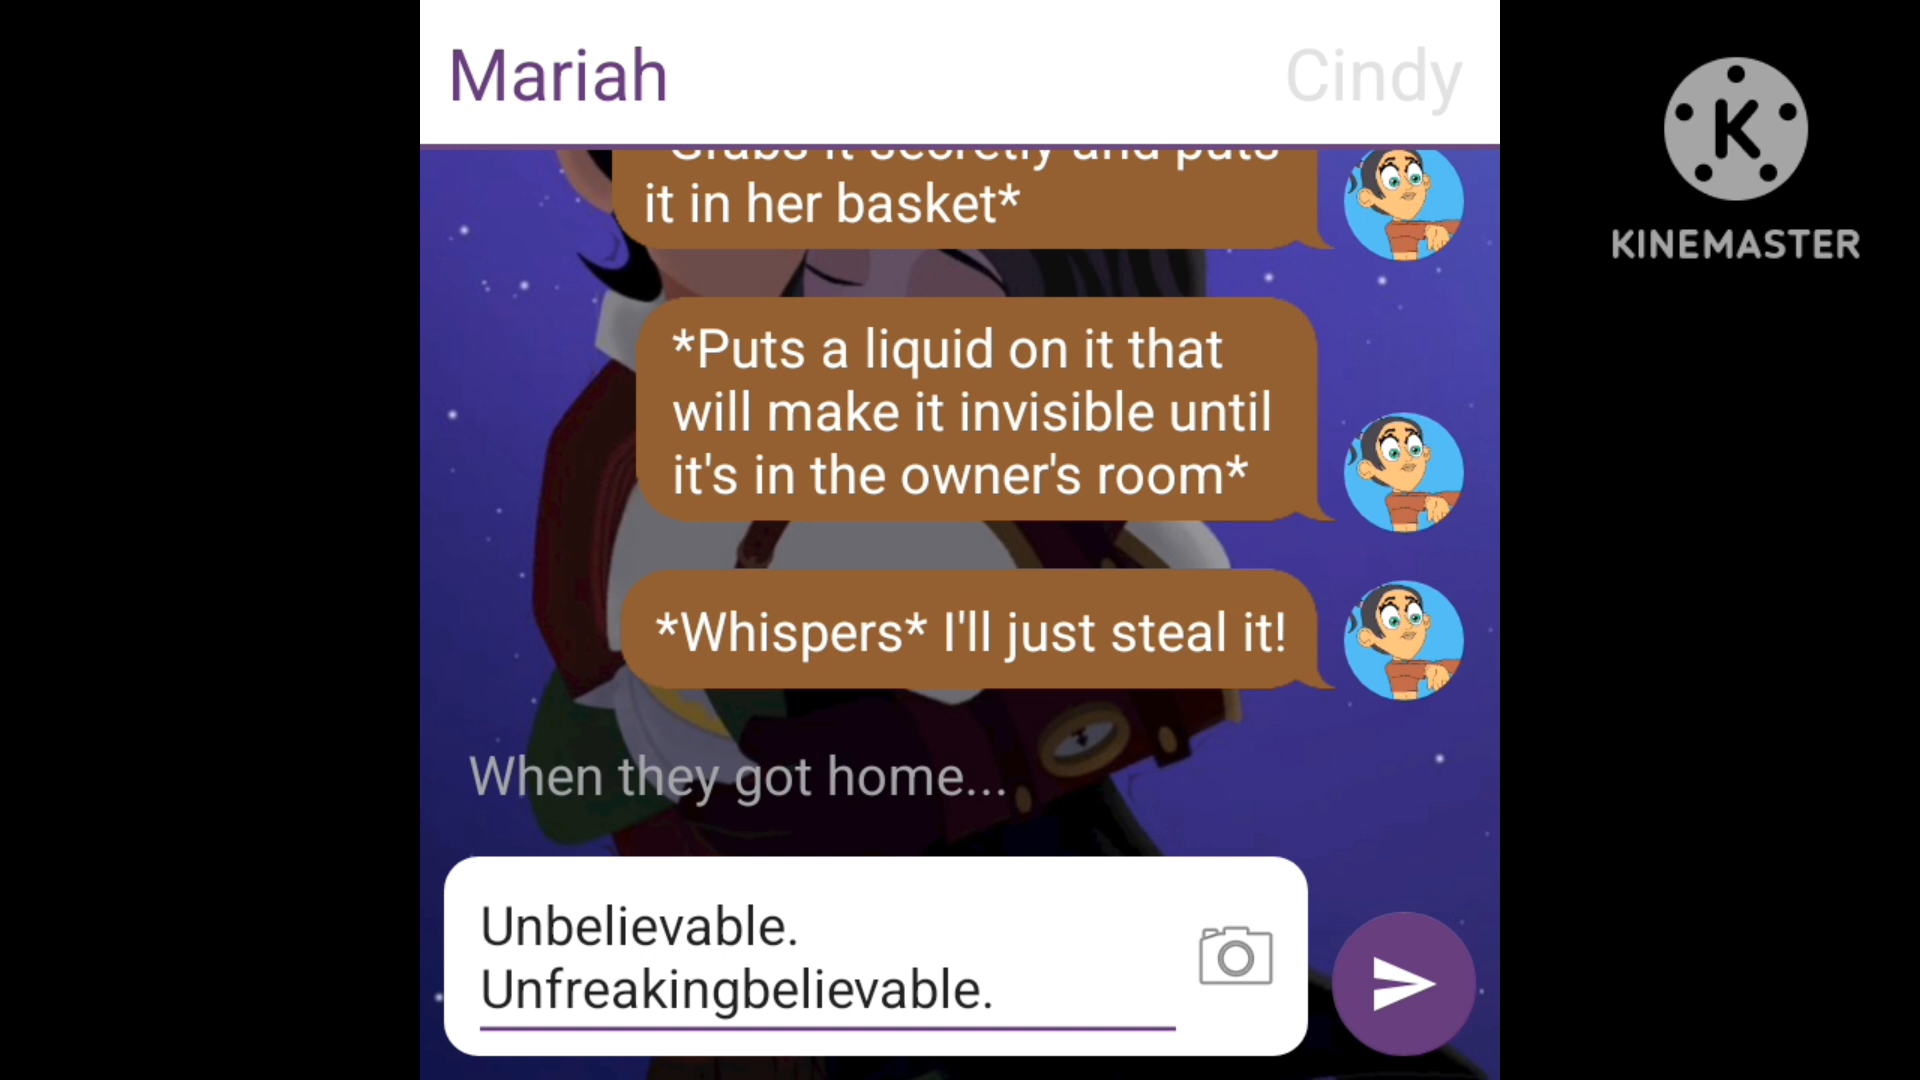 Mariah
Cindy
*Grabs it secretly and puts
it in her basket*
*Puts a liquid on it that
will make it invisible until
it's in the owner's room*
*Whispers* I'll just steal it!
When they got home...
Unbelievable.
Unfreakingbelievable.
K
KINEMASTER